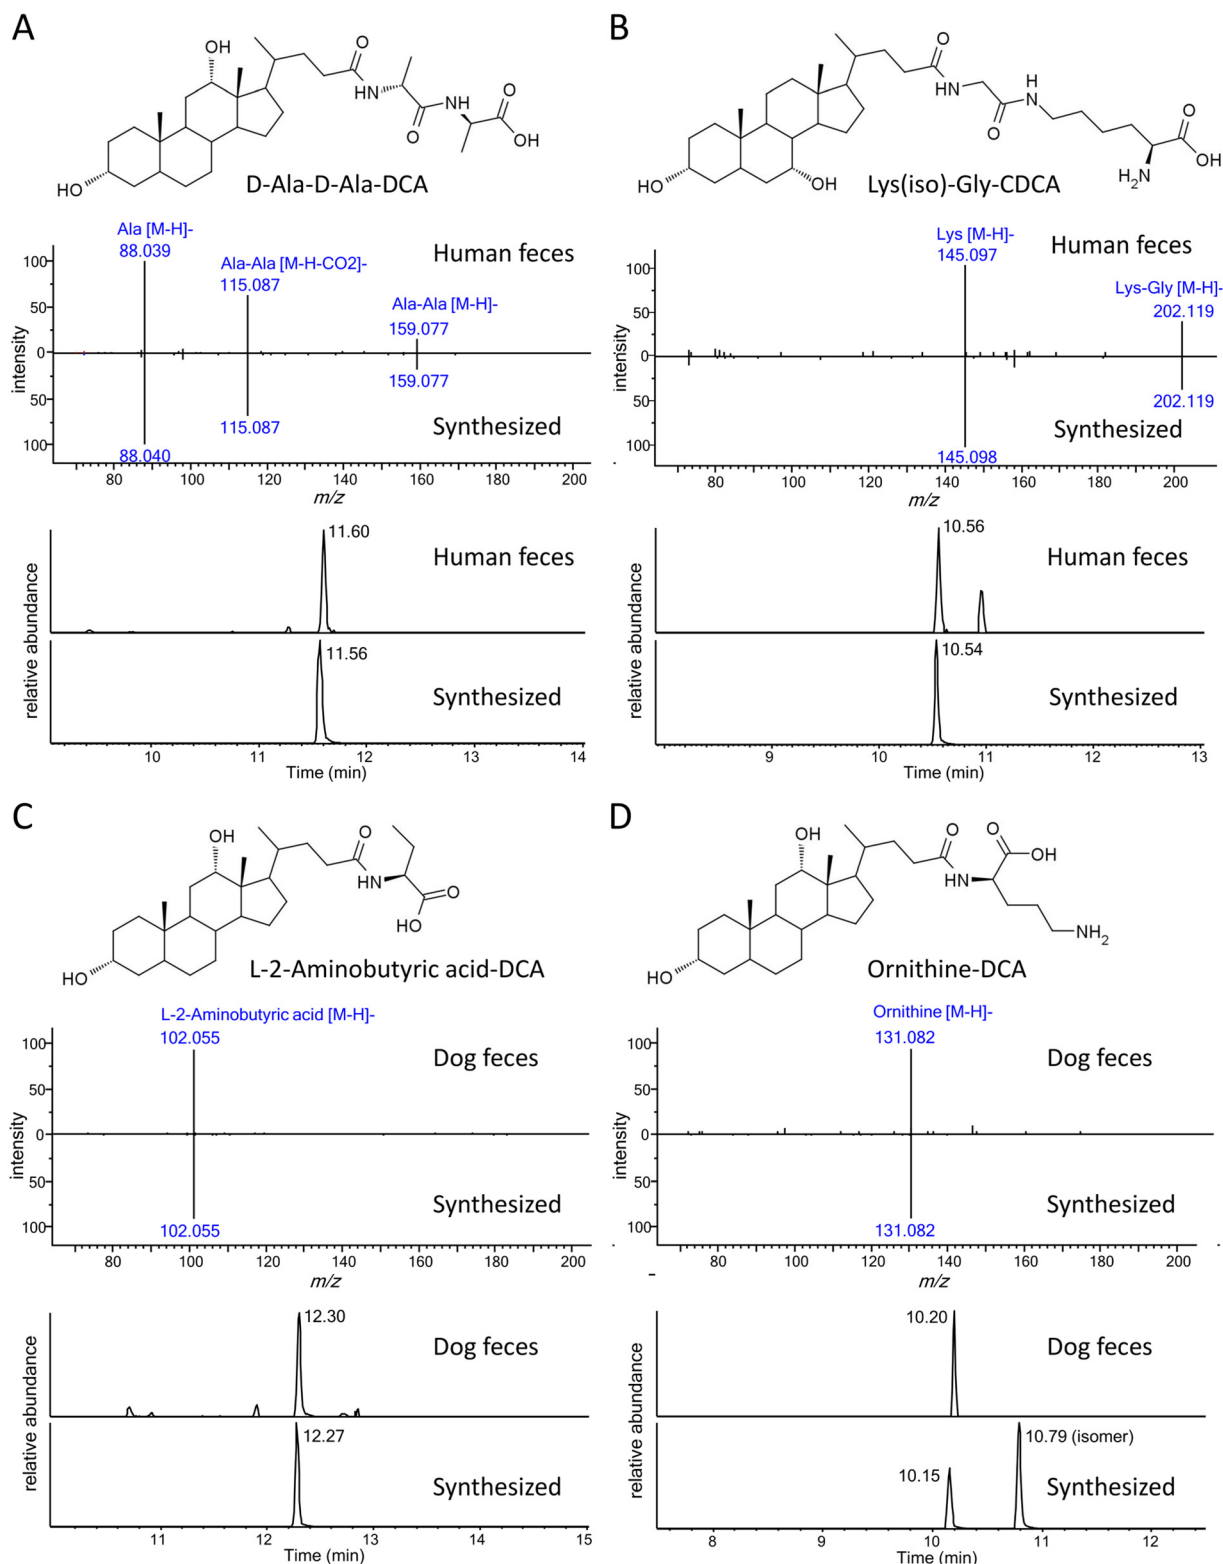 A
OH
O
HN
NH
O
O
OH
HO
D-Ala-D-Ala-DCA
Ala [M-H]-
88.039
Ala-Ala [M-H-CO2]-
115.087
Ala-Ala [M-H]-
159.077
Human feces
100
50
0
50
100
intensity
159.077
115.087
88.040
Synthesized
80
100
120
140
160
180
200
m/z
11.60
Human feces
relative abundance
11.56
Synthesized
10
11
12
13
14
Time (min)
B
O
HN
H
N
O
O
OH
H2N
HO
OH
Lys(iso)-Gly-CDCA
Lys [M-H]-
145.097
Human feces
Lys-Gly [M-H]-
202.119
100
50
0
50
100
intensity
202.119
Synthesized
145.098
80
100
120
140
160
180
200
m/z
10.56
Human feces
relative abundance
10.54
Synthesized
9
10
11
12
13
Time (min)
C
OH
O
HN
O
HO
HO
L-2-Aminobutyric acid-DCA
L-2-Aminobutyric acid [M-H]-
102.055
Dog feces
100
50
0
50
100
intensity
Synthesized
102.055
80
100
120
140
160
180
200
m/z
12.30
Dog feces
relative abundance
12.27
Synthesized
11
12
13
14
15
Time (min)
D
OH
O
O
OH
HN
NH2
HO
Ornithine-DCA
Ornithine [M-H]-
131.082
Dog feces
100
50
0
50
100
intensity
Synthesized
131.082
80
100
120
140
160
180
200
m/z
10.20
Dog feces
relative abundance
10.79 (isomer)
10.15
Synthesized
8
9
10
11
12
Time (min)